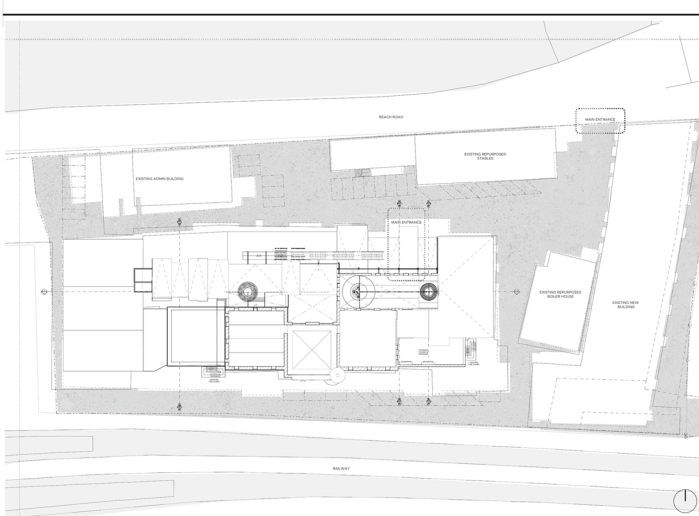 BEACH ROAD
MAIN ENTRANCE
EXISTING REPURPOSED
STABLES
EXISTING ADMIN BUILDING
MAIN ENTRANCE
EXISTING REPURPOSED
BOILER HOUSE
EXISTING NEW
BUILDING
RAILWAY